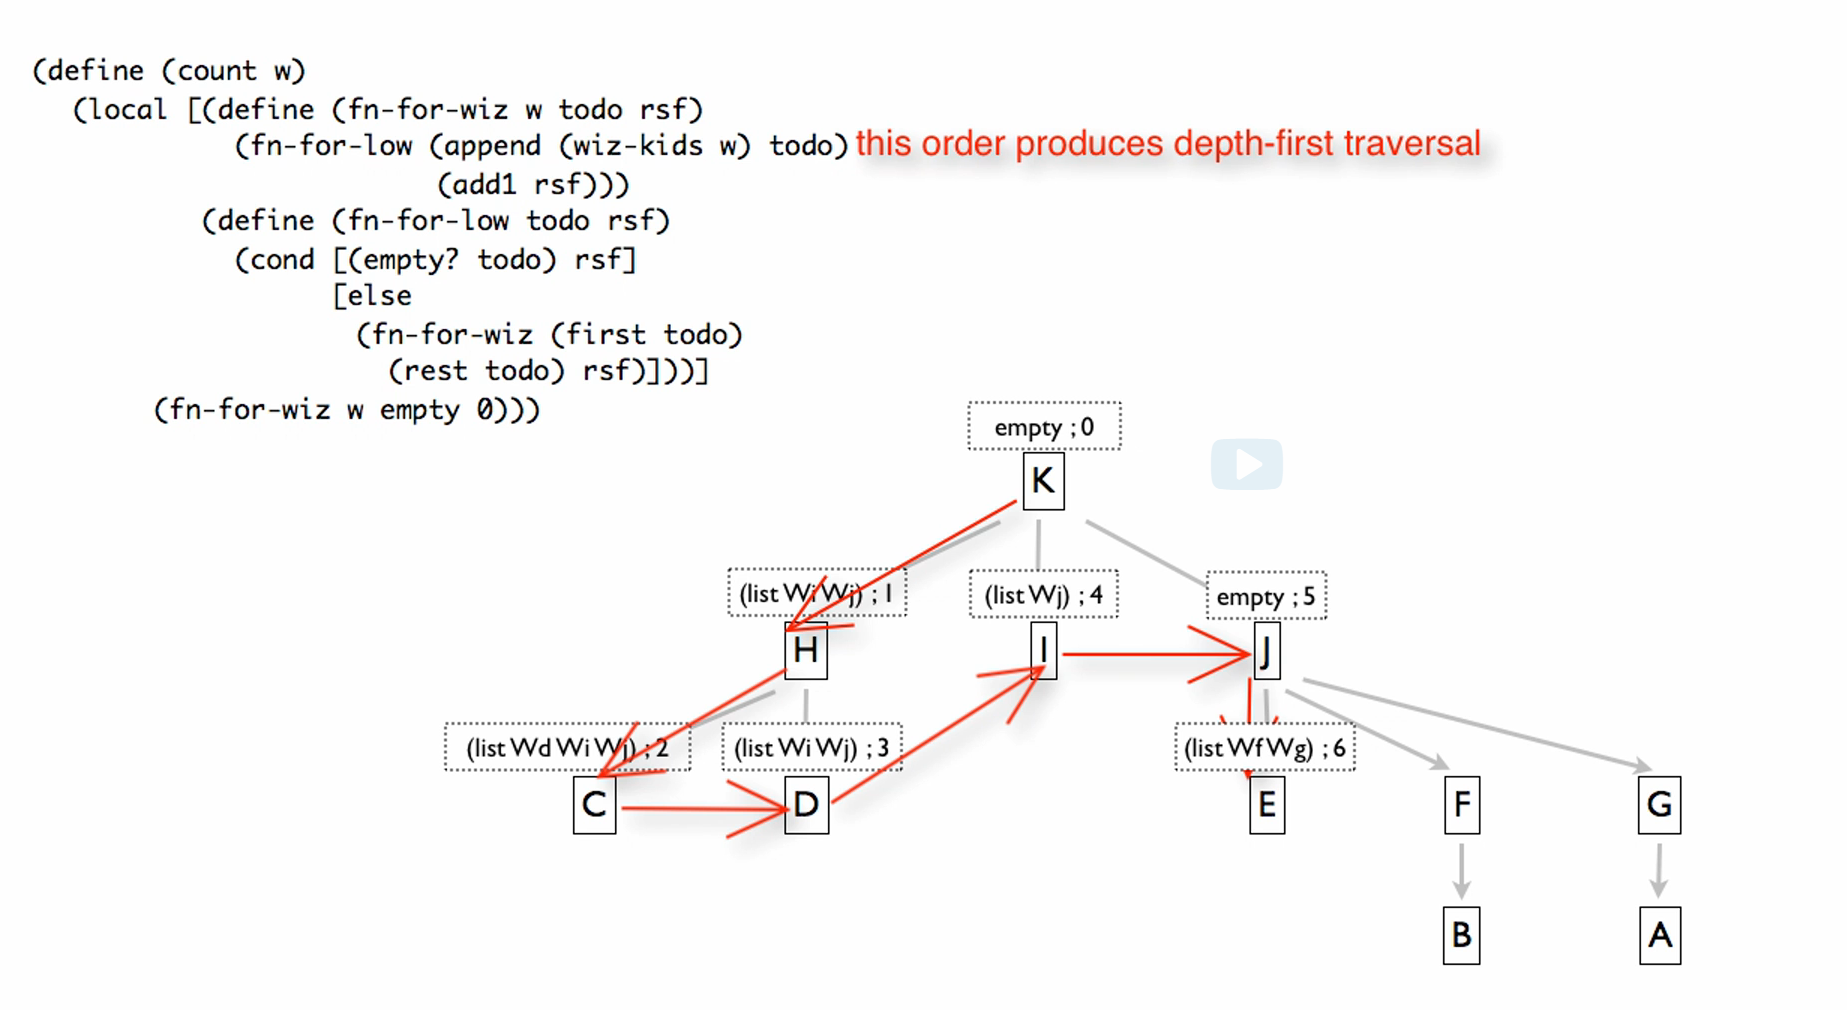 (define (count w)
(local [(define (fn-for-wiz w todo rsf)
(fn-for-low (append (wiz-kids w) todo) this order produces depth-first traversal
(add1 rsf)))
(define (fn-for-low todo rsf)
(cond [(empty? todo) rsf]
[else
(fn-for-wiz (first todo)
(rest todo) rsf)]))]
(fn-for-wiz w empty 0)))
empty ; 0
K
(list Wi Wj) ; 1
(list Wj) ; 4
empty ; 5
H
I
J
(list Wd Wi Wj) ; 2
(list Wi Wj) ; 3
(list Wf Wg) ; 6
C
D
E
F
G
B
A